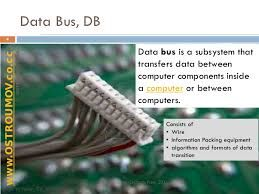 Data Bus, DB
4
www.OSTROUMOV.co.cc
Data bus is a subsystem that
transfers data between
computer components inside
a computer or between
computers.
Consists of
• Wire
• Information Packing equipment
• algorithms and formats of data
transition